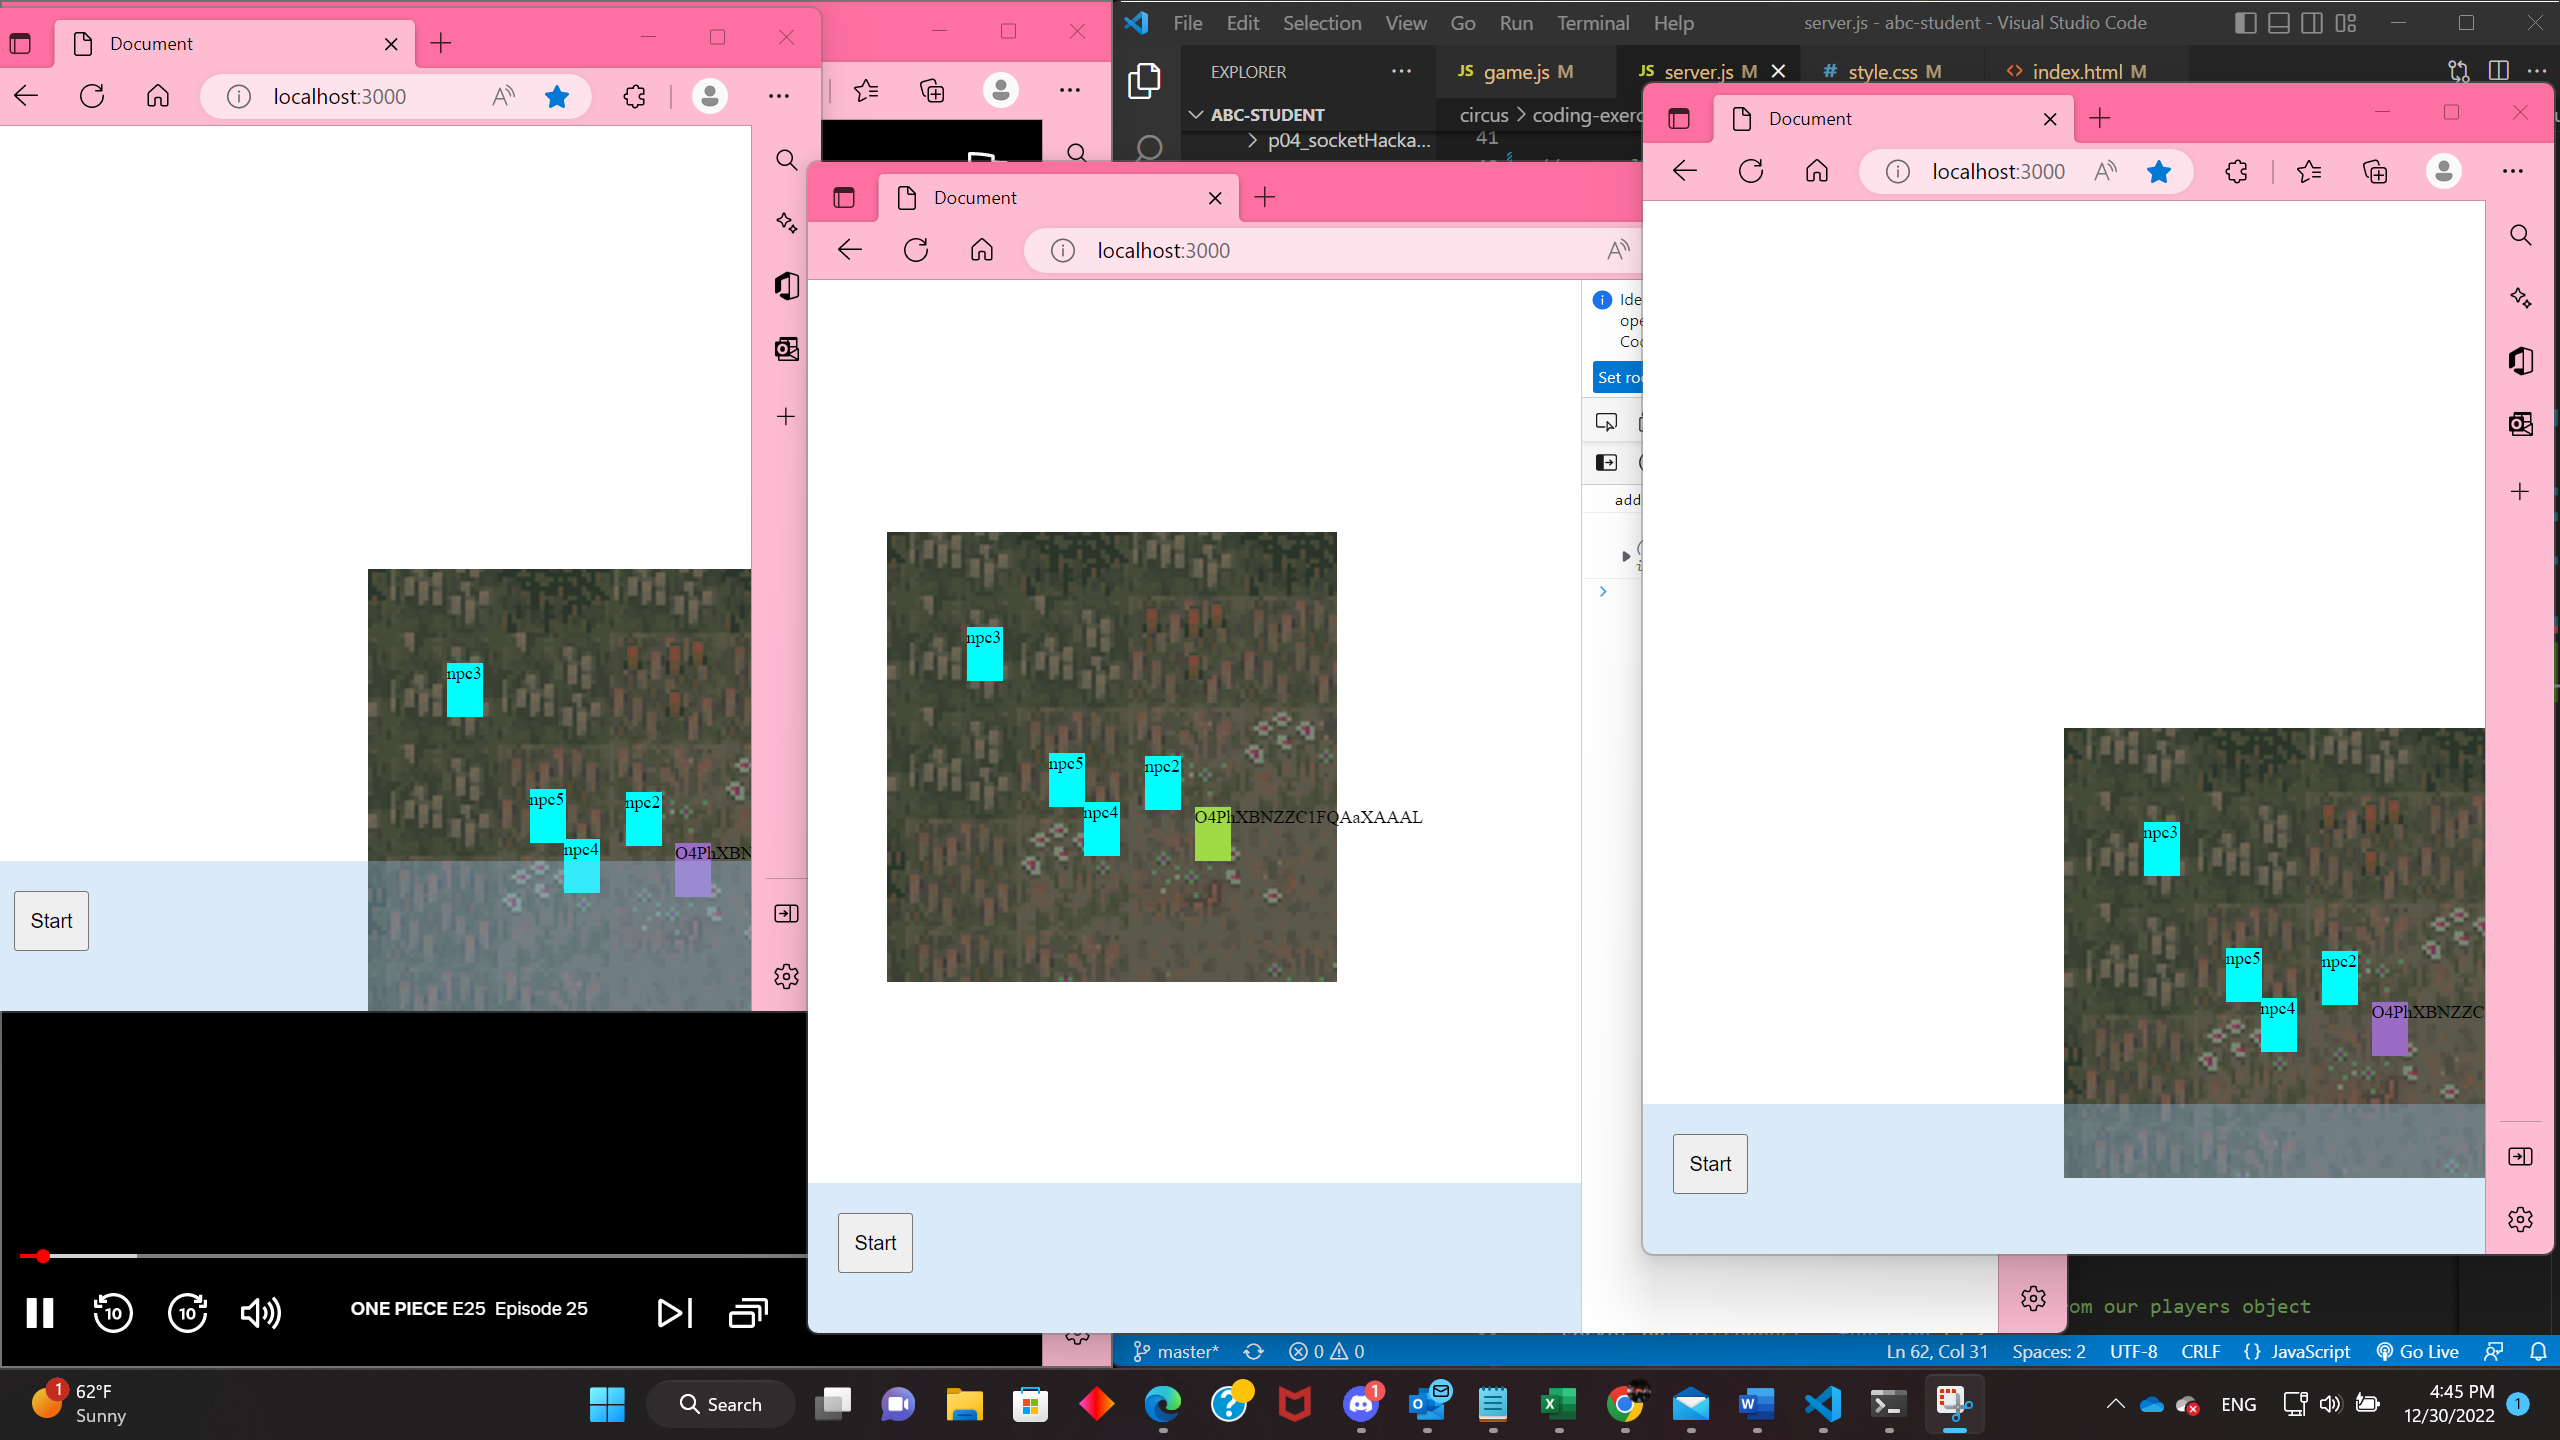 Document
localhost:3000
npc3
npc5
npc2
npc4
O4PhXBN
Start
ONE PIECE E25 Episode 25
10
10
Document
localhost:3000
npc3
npc5
npc2
npc4
O4PhXBNZZC1FQAaXAAAL
Start
Set
add
File Edit Selection View Go Run Terminal Help
server.js - abc-student - Visual Studio Code
EXPLORER
ABC-STUDENT
p04_socketHacka...
JS game.js M
JS server.js M
# style.css M
<> index.html M
circus > coding-exerc
41
Document
localhost:3000
npc3
npc5
npc2
npc4
O4PhXBNZZC
Start
om our players object
master*
0 0
Ln 62, Col 31
Spaces: 2
UTF-8
CRLF
{} JavaScript
Go Live
1
62°F
Sunny
Search
1
ENG
4:45 PM
12/30/2022
1